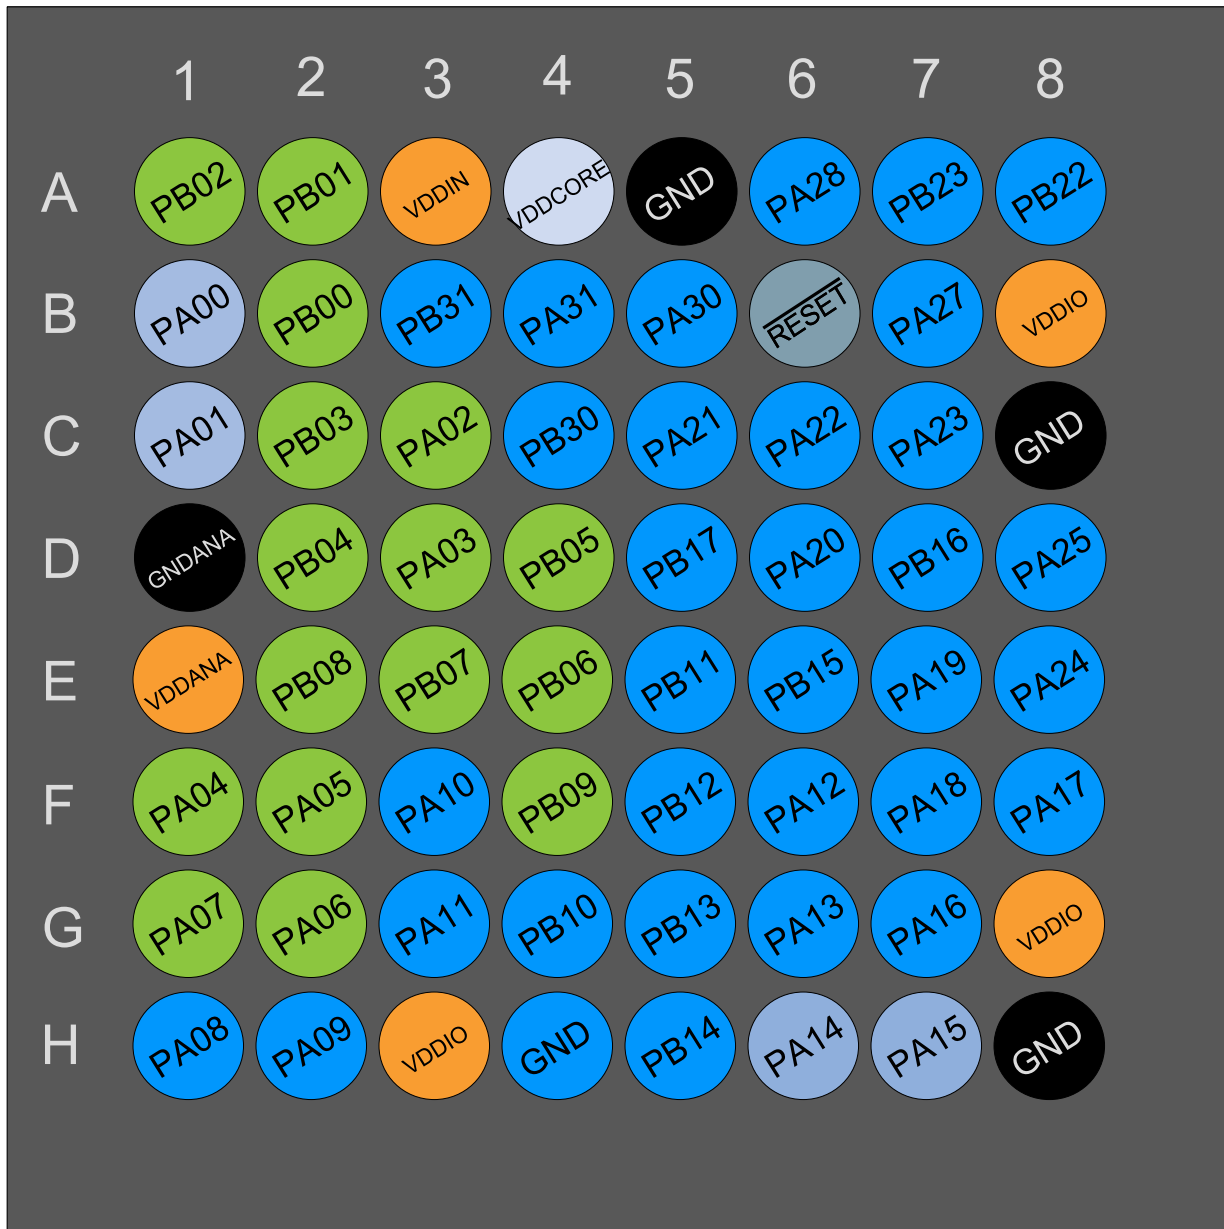 1 2 3 4 5 6 7 8
A PB02 PB01 VDDIN VDDCORE GND PA28 PB23 PB22
B PA00 PB00 PB31 PA31 PA30 RESET PA27 VDDIO
C PA01 PB03 PA02 PB30 PA21 PA22 PA23 GND
D GNDANA PB04 PA03 PB05 PB17 PA20 PB16 PA25
E VDDANA PB08 PB07 PB06 PB11 PB15 PA19 PA24
F PA04 PA05 PA10 PB09 PB12 PA12 PA18 PA17
G PA07 PA06 PA11 PB10 PB13 PA13 PA16 VDDIO
H PA08 PA09 VDDIO GND PB14 PA14 PA15 GND